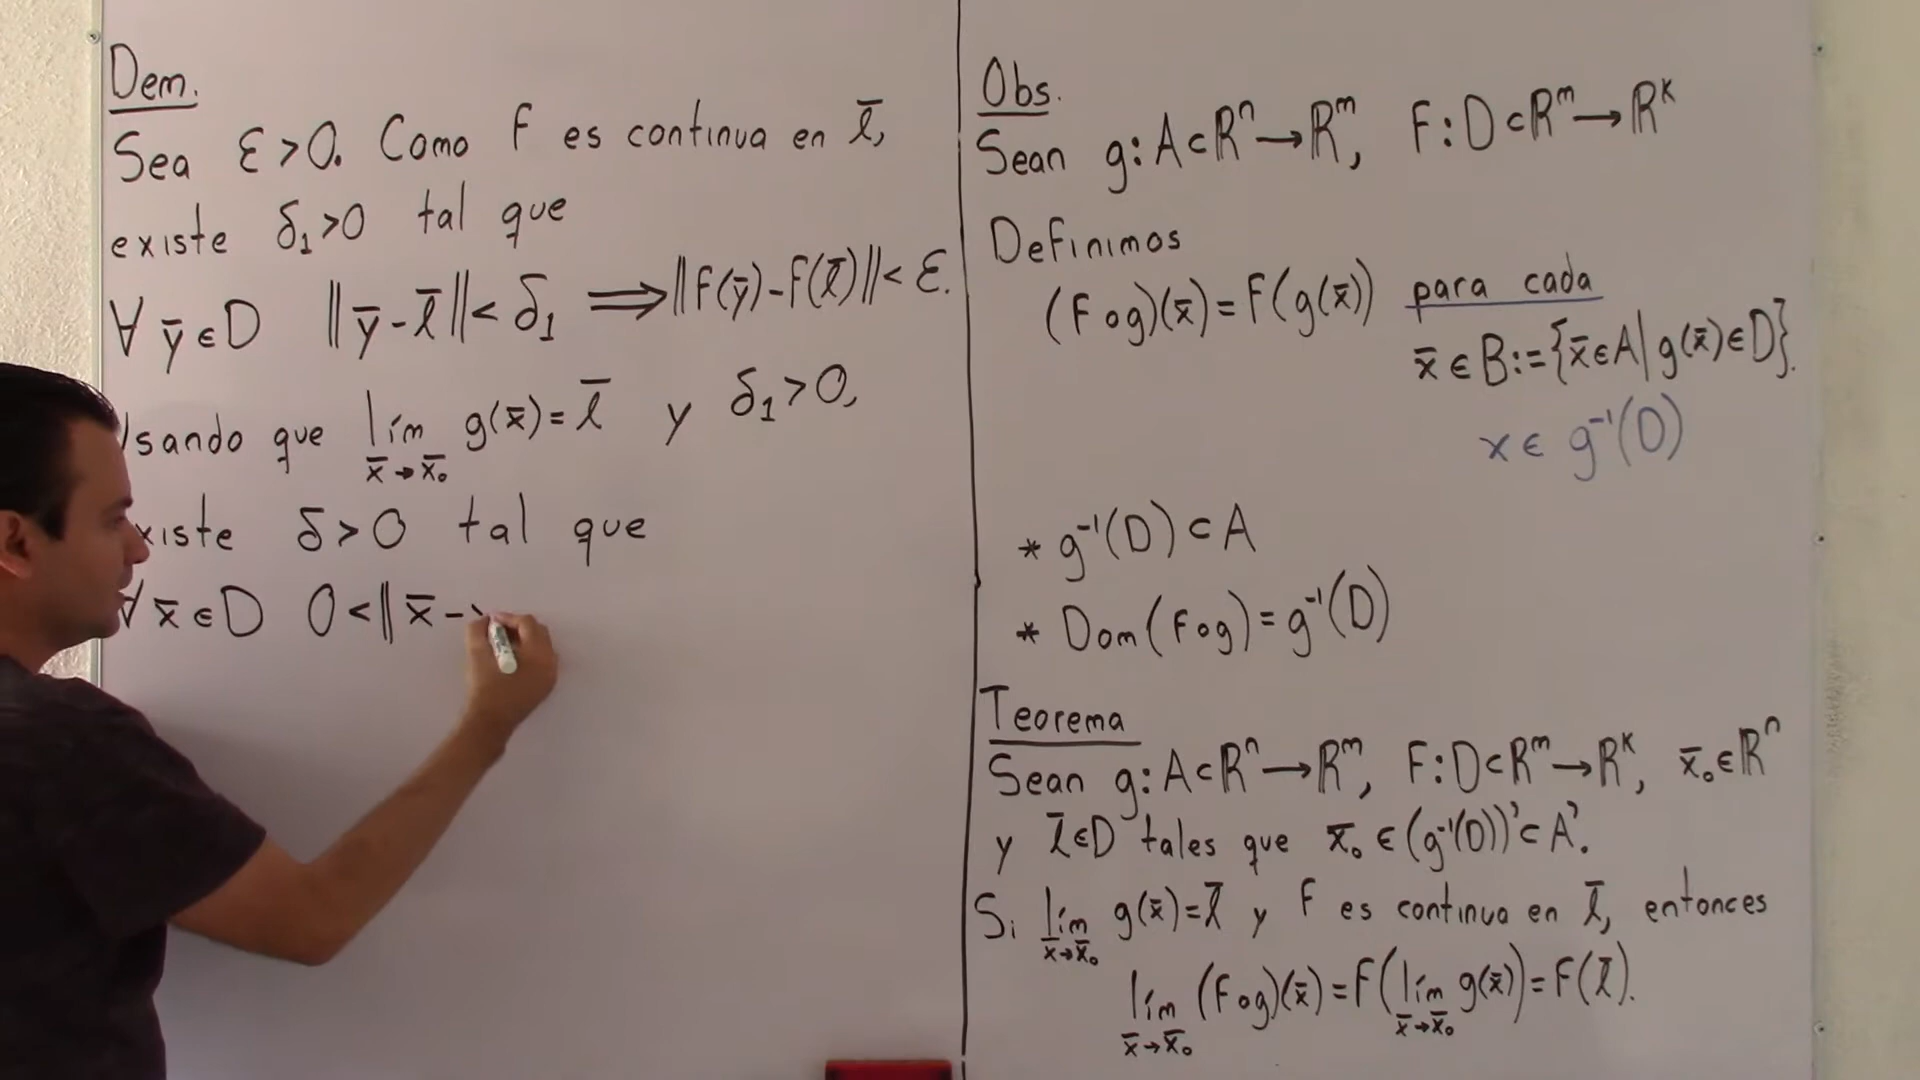 Dem.
Sea ε>0. Como f es continua en l̄,
existe δ₁>0 tal que
∀ ȳ∈D ‖ȳ-l̄‖<δ₁ ⟹ ‖f(ȳ)-f(l̄)‖<ε.
Usando que lím g(x̄)=l̄ y δ₁>0,
x̄→x̄₀
existe δ>0 tal que
∀ x̄∈D 0<‖x̄-
Obs.
Sean g:A⊂Rⁿ→Rᵐ, f:D⊂Rᵐ→Rᵏ
Definimos
(f∘g)(x̄)=f(g(x̄)) para cada
x̄∈B:={x̄∈A| g(x̄)∈D}.
x∈g⁻¹(D)
* g⁻¹(D)⊂A
* Dom(f∘g)=g⁻¹(D)
Teorema
Sean g:A⊂Rⁿ→Rᵐ, f:D⊂Rᵐ→Rᵏ, x̄₀∈Rⁿ
y l̄∈D tales que x̄₀∈(g⁻¹(D))'⊂A'.
Si lím g(x̄)=l̄ y f es continua en l̄, entonces
x̄→x̄₀
lím (f∘g)(x̄)=f(lím g(x̄))=f(l̄).
x̄→x̄₀ x̄→x̄₀